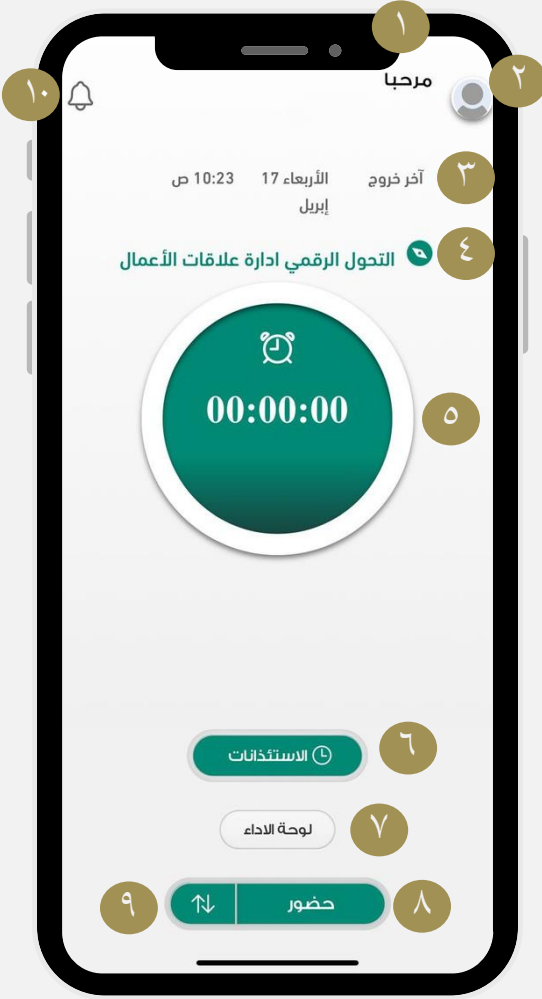 ١
مرحبا
٢
١٠
٣
آخر خروج الأربعاء 17 10:23 ص
إبريل
٤
التحول الرقمي ادارة علاقات الأعمال
00:00:00
٥
الاستئذانات
٦
لوحة الاداء
٧
حضور
٨
٩